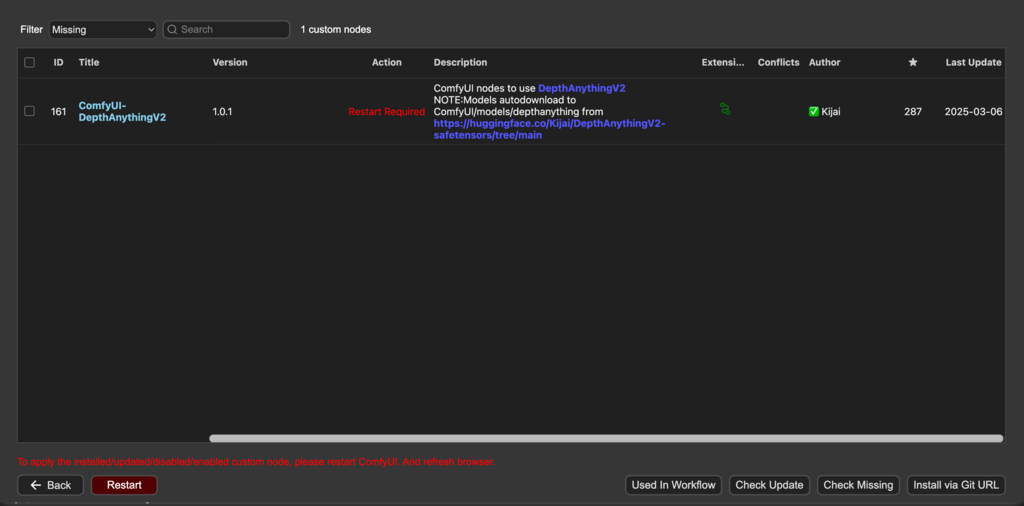 Filter Missing Search 1 custom nodes
ID Title Version Action Description Extensi... Conflicts Author ★ Last Update
ComfyUI nodes to use DepthAnythingV2
NOTE:Models autodownload to
161 ComfyUI-DepthAnythingV2 1.0.1 Restart Required ComfyUI/models/depthanything from ✅ Kijai 287 2025-03-06
https://huggingface.co/Kijai/DepthAnythingV2-
safetensors/tree/main
To apply the installed/updated/disabled/enabled custom node, please restart ComfyUI. And refresh browser.
← Back Restart Used In Workflow Check Update Check Missing Install via Git URL